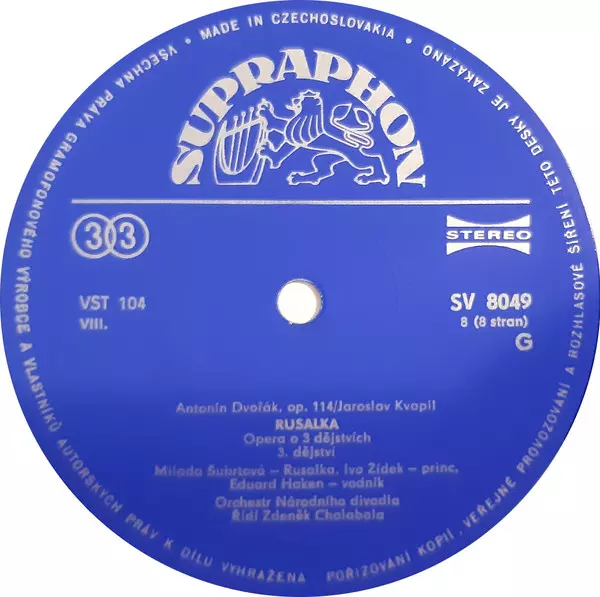 MADE IN CZECHOSLOVAKIA • VŠECHNA PRÁVA GRAMOFONOVÉHO VÝROBCE A VLASTNÍKŮ AUTORSKÝCH PRÁV K DÍLU VYHRAŽENA • POŘIZOVÁNÍ KOPIÍ, VEŘEJNÉ PROVOZOVÁNÍ A ROZHLASOVÉ ŠÍŘENÍ TÉTO DESKY JE ZAKÁZÁNO •
SUPRAPHON
33
STEREO
VST 104
SV 8049
VIII.
8 (8 stran)
G
Antonín Dvořák, op. 114/Jaroslav Kvapil
RUSALKA
Opera o 3 dějstvích
3. dějství
Milada Šubrtová – Rusalka, Ivo Žídek – princ,
Eduard Haken – vodník
Orchestr Národního divadla
Řídí Zdeněk Chalabala